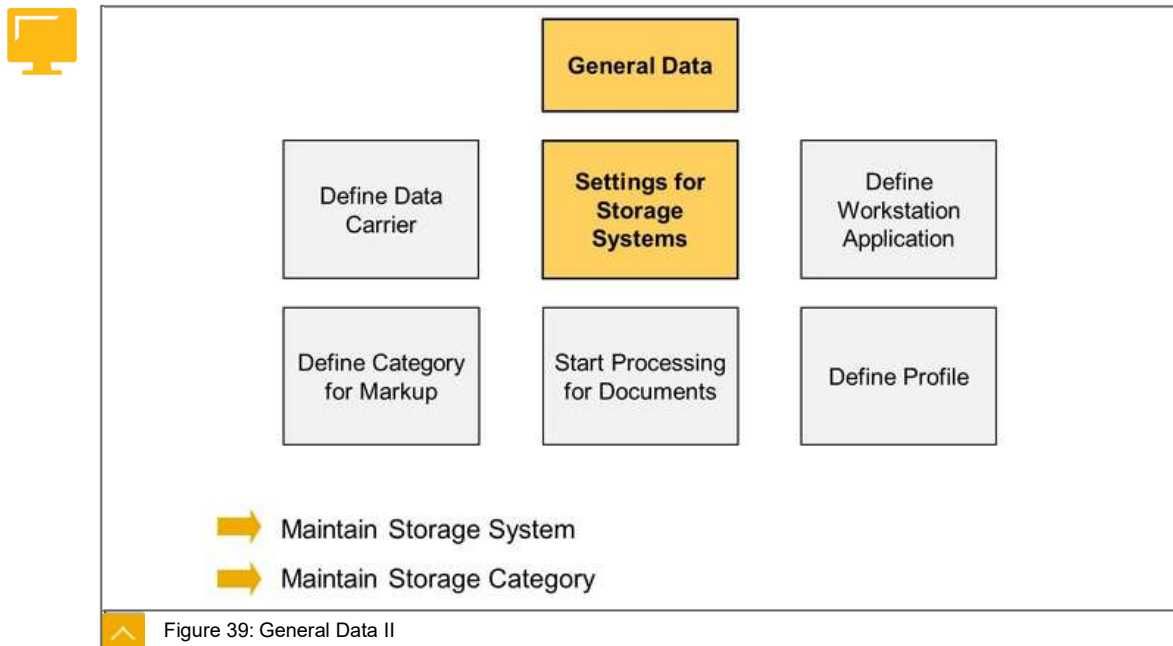 General Data
Define Data
Carrier
Settings for
Storage
Systems
Define
Workstation
Application
Define Category
for Markup
Start Processing
for Documents
Define Profile
Maintain Storage System
Maintain Storage Category
Figure 39: General Data II